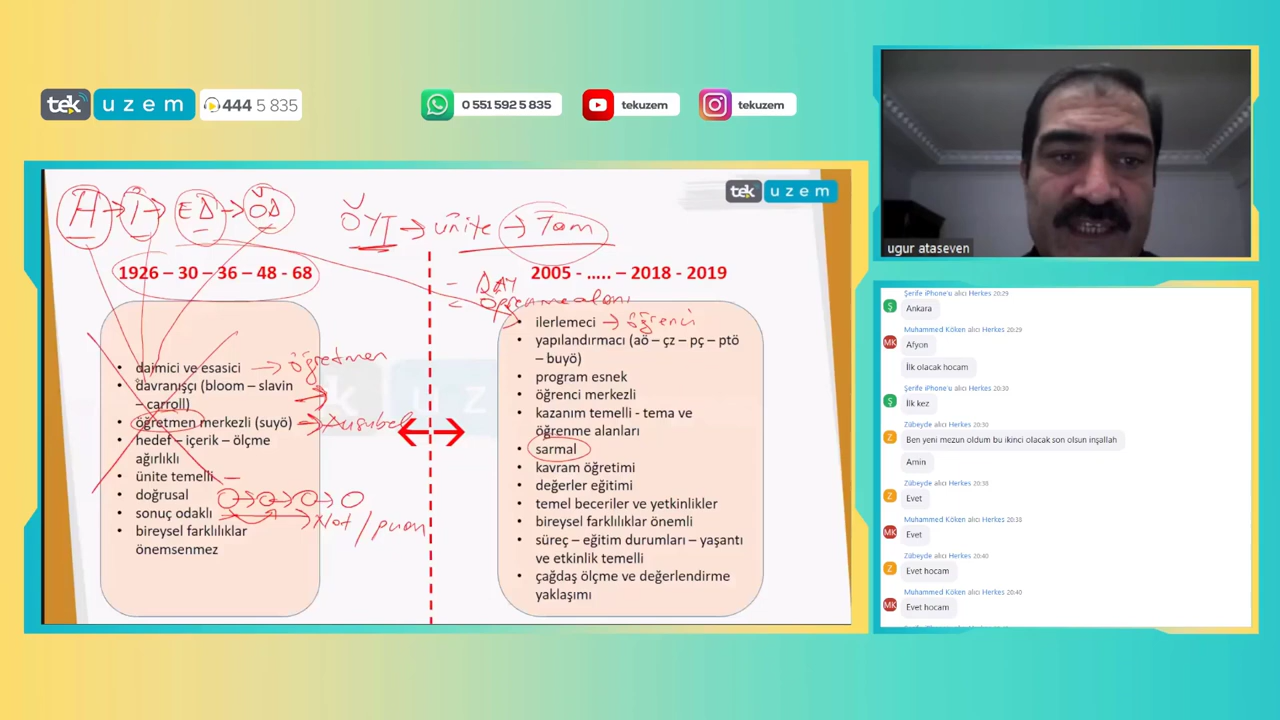 tek uzem 444 5 835
0 551 592 5 835
tekuzem
tekuzem
tek uzem
H → İ → ED → ÖD
ÖYT → ünite → Tam
1926 – 30 – 36 – 48 - 68
2005 - ..... – 2018 - 2019
- DAY
- Öğrenme alanı
• daimici ve esasici → öğretmen
• davranışçı (bloom – slavin
– carroll)
• öğretmen merkezli (suyö) → Ausubel
• hedef – içerik – ölçme
ağırlıklı
• ünite temelli
• doğrusal
• sonuç odaklı → Not / puan
• bireysel farklılıklar
önemsenmez
• ilerlemeci → öğrenci
• yapılandırmacı (aö – çz – pç – ptö
– buyö)
• program esnek
• öğrenci merkezli
• kazanım temelli - tema ve
öğrenme alanları
• sarmal
• kavram öğretimi
• değerler eğitimi
• temel beceriler ve yetkinlikler
• bireysel farklılıklar önemli
• süreç – eğitim durumları – yaşantı
ve etkinlik temelli
• çağdaş ölçme ve değerlendirme
yaklaşımı
ugur ataseven
Şerife iPhone'u alıcı Herkes 20:29
Ş Ankara
Muhammed Köken alıcı Herkes 20:29
MK Afyon
İlk olacak hocam
Şerife iPhone'u alıcı Herkes 20:30
Ş İlk kez
Zübeyde alıcı Herkes 20:30
Z Ben yeni mezun oldum bu ikinci olacak son olsun inşallah
Amin
Zübeyde alıcı Herkes 20:38
Z Evet
Muhammed Köken alıcı Herkes 20:38
MK Evet
Zübeyde alıcı Herkes 20:40
Z Evet hocam
Muhammed Köken alıcı Herkes 20:40
MK Evet hocam